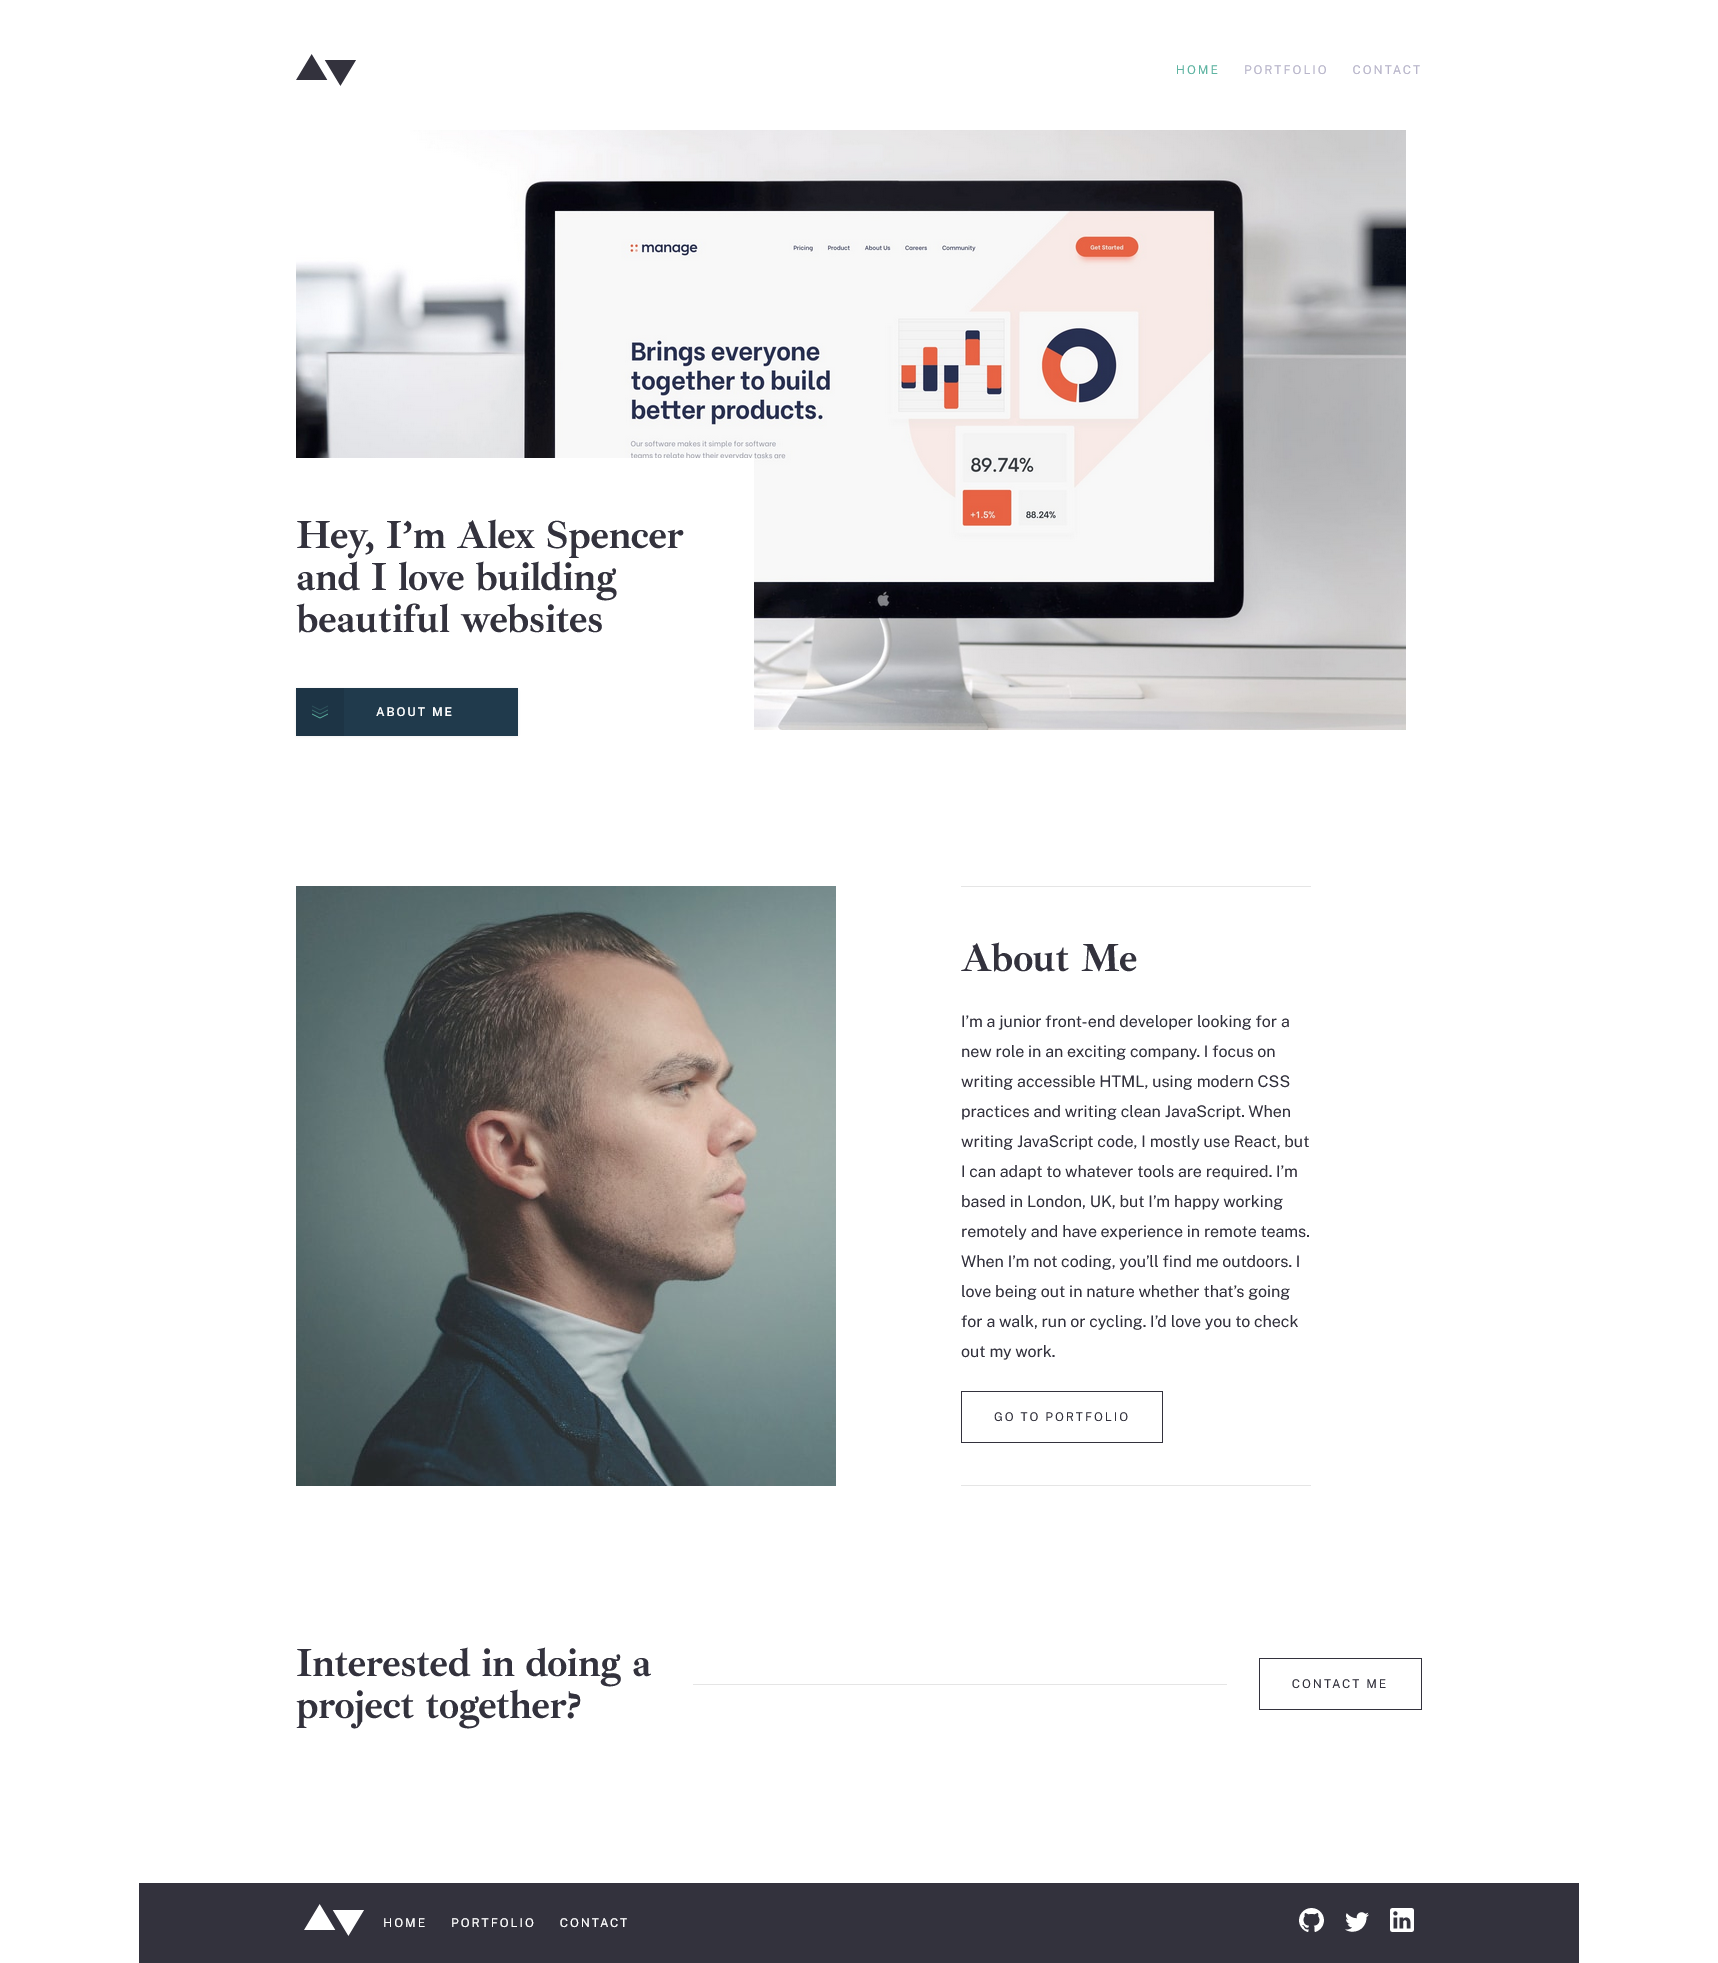 HOME PORTFOLIO CONTACT
manage
Pricing Product About Us Careers Community
Get Started
Brings everyone
together to build
better products.
Our software makes it simple for software
teams to relate how their everyday tasks are
89.74%
+1.5% 88.24%
Hey, I’m Alex Spencer
and I love building
beautiful websites
ABOUT ME
About Me
I’m a junior front-end developer looking for a
new role in an exciting company. I focus on
writing accessible HTML, using modern CSS
practices and writing clean JavaScript. When
writing JavaScript code, I mostly use React, but
I can adapt to whatever tools are required. I’m
based in London, UK, but I’m happy working
remotely and have experience in remote teams.
When I’m not coding, you’ll find me outdoors. I
love being out in nature whether that’s going
for a walk, run or cycling. I’d love you to check
out my work.
GO TO PORTFOLIO
Interested in doing a
project together?
CONTACT ME
HOME PORTFOLIO CONTACT
in